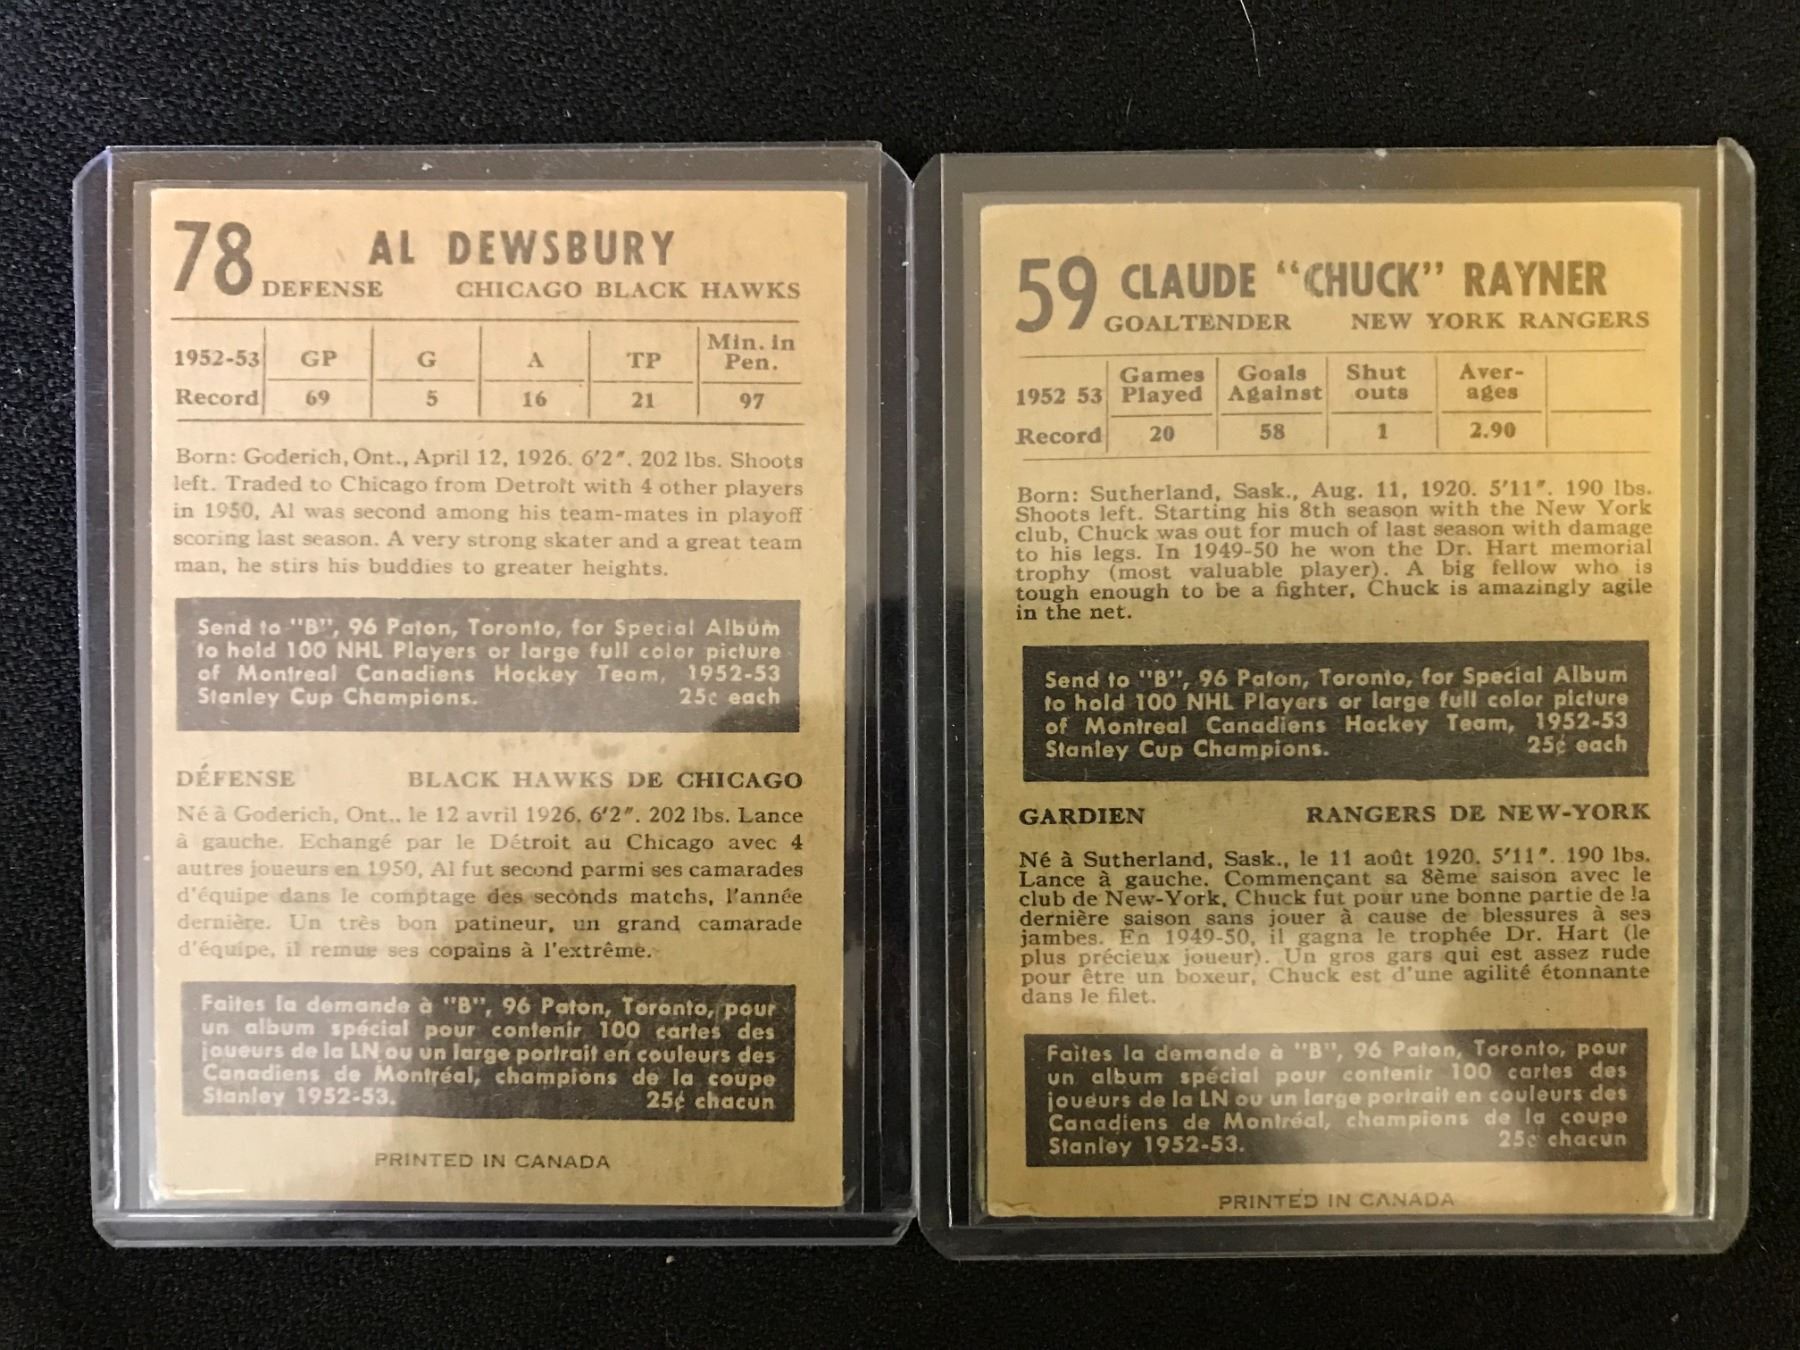 78 AL DEWSBURY
DEFENSE CHICAGO BLACK HAWKS
1952-53 GP G A TP Min. in Pen.
Record 69 5 16 21 97
Born: Goderich, Ont., April 12, 1926. 6'2". 202 lbs. Shoots
left. Traded to Chicago from Detroit with 4 other players
in 1950, Al was second among his team-mates in playoff
scoring last season. A very strong skater and a great team
man, he stirs his buddies to greater heights.
Send to "B", 96 Paton, Toronto, for Special Album
to hold 100 NHL Players or large full color picture
of Montreal Canadiens Hockey Team, 1952-53
Stanley Cup Champions. 25¢ each
DÉFENSE BLACK HAWKS DE CHICAGO
Né à Goderich, Ont., le 12 avril 1926. 6'2". 202 lbs. Lance
à gauche. Echangé par le Détroit au Chicago avec 4
autres joueurs en 1950, Al fut second parmi ses camarades
d'équipe dans le comptage des seconds matchs, l'année
dernière. Un très bon patineur, un grand camarade
d'équipe, il remue ses copains à l'extrême.
Faites la demande à "B", 96 Paton, Toronto, pour
un album spécial pour contenir 100 cartes des
joueurs de la LN ou un large portrait en couleurs des
Canadiens de Montréal, champions de la coupe
Stanley 1952-53. 25¢ chacun
PRINTED IN CANADA
59 CLAUDE "CHUCK" RAYNER
GOALTENDER NEW YORK RANGERS
1952 53 Games Played Goals Against Shut outs Aver- ages
Record 20 58 1 2.90
Born: Sutherland, Sask., Aug. 11, 1920. 5'11". 190 lbs.
Shoots left. Starting his 8th season with the New York
club, Chuck was out for much of last season with damage
to his legs. In 1949-50 he won the Dr. Hart memorial
trophy (most valuable player). A big fellow who is
tough enough to be a fighter, Chuck is amazingly agile
in the net.
Send to "B", 96 Paton, Toronto, for Special Album
to hold 100 NHL Players or large full color picture
of Montreal Canadiens Hockey Team, 1952-53
Stanley Cup Champions. 25¢ each
GARDIEN RANGERS DE NEW-YORK
Né à Sutherland, Sask., le 11 août 1920. 5'11". 190 lbs.
Lance à gauche. Commençant sa 8ème saison avec le
club de New-York, Chuck fut pour une bonne partie de la
dernière saison sans jouer à cause de blessures à ses
jambes. En 1949-50, il gagna le trophée Dr. Hart (le
plus précieux joueur). Un gros gars qui est assez rude
pour être un boxeur, Chuck est d'une agilité étonnante
dans le filet.
Faites la demande à "B", 96 Paton, Toronto, pour
un album spécial pour contenir 100 cartes des
joueurs de la LN ou un large portrait en couleurs des
Canadiens de Montréal, champions de la coupe
Stanley 1952-53. 25¢ chacun
PRINTED IN CANADA